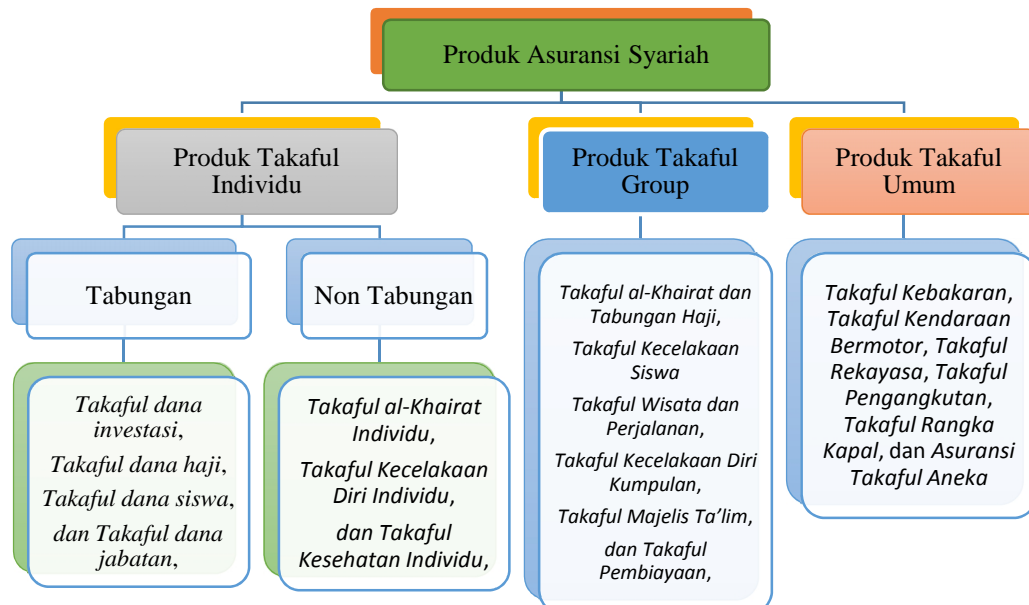 Produk Asuransi Syariah
Produk Takaful
Individu
Produk Takaful
Group
Produk Takaful
Umum
Tabungan
Non Tabungan
Takaful dana
investasi,
Takaful dana haji,
Takaful dana siswa,
dan Takaful dana
jabatan,
Takaful al-Khairat
Individu,
Takaful Kecelakaan
Diri Individu,
dan Takaful
Kesehatan Individu,
Takaful al-Khairat dan
Tabungan Haji,
Takaful Kecelakaan
Siswa
Takaful Wisata dan
Perjalanan,
Takaful Kecelakaan Diri
Kumpulan,
Takaful Majelis Ta’lim,
dan Takaful
Pembiayaan,
Takaful Kebakaran,
Takaful Kendaraan
Bermotor, Takaful
Rekayasa, Takaful
Pengangkutan,
Takaful Rangka
Kapal, dan Asuransi
Takaful Aneka